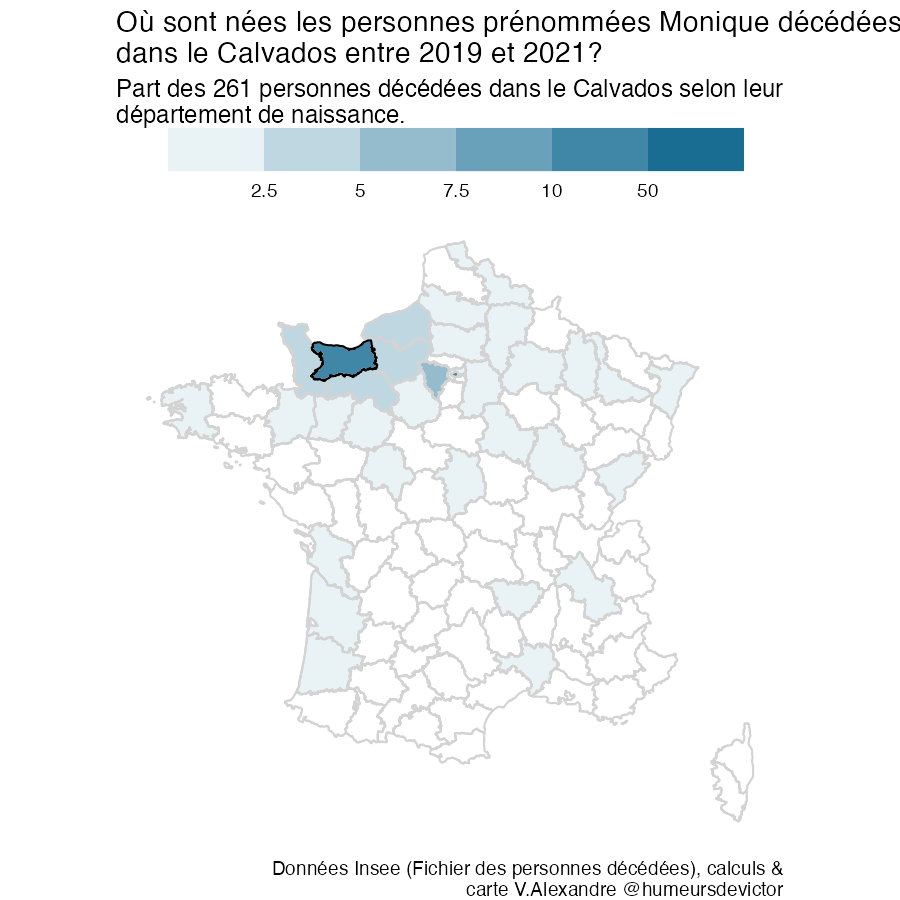 Où sont nées les personnes prénommées Monique décédées
dans le Calvados entre 2019 et 2021?
Part des 261 personnes décédées dans le Calvados selon leur
département de naissance.
2.5 5 7.5 10 50
Données Insee (Fichier des personnes décédées), calculs &
carte V.Alexandre @humeursdevictor